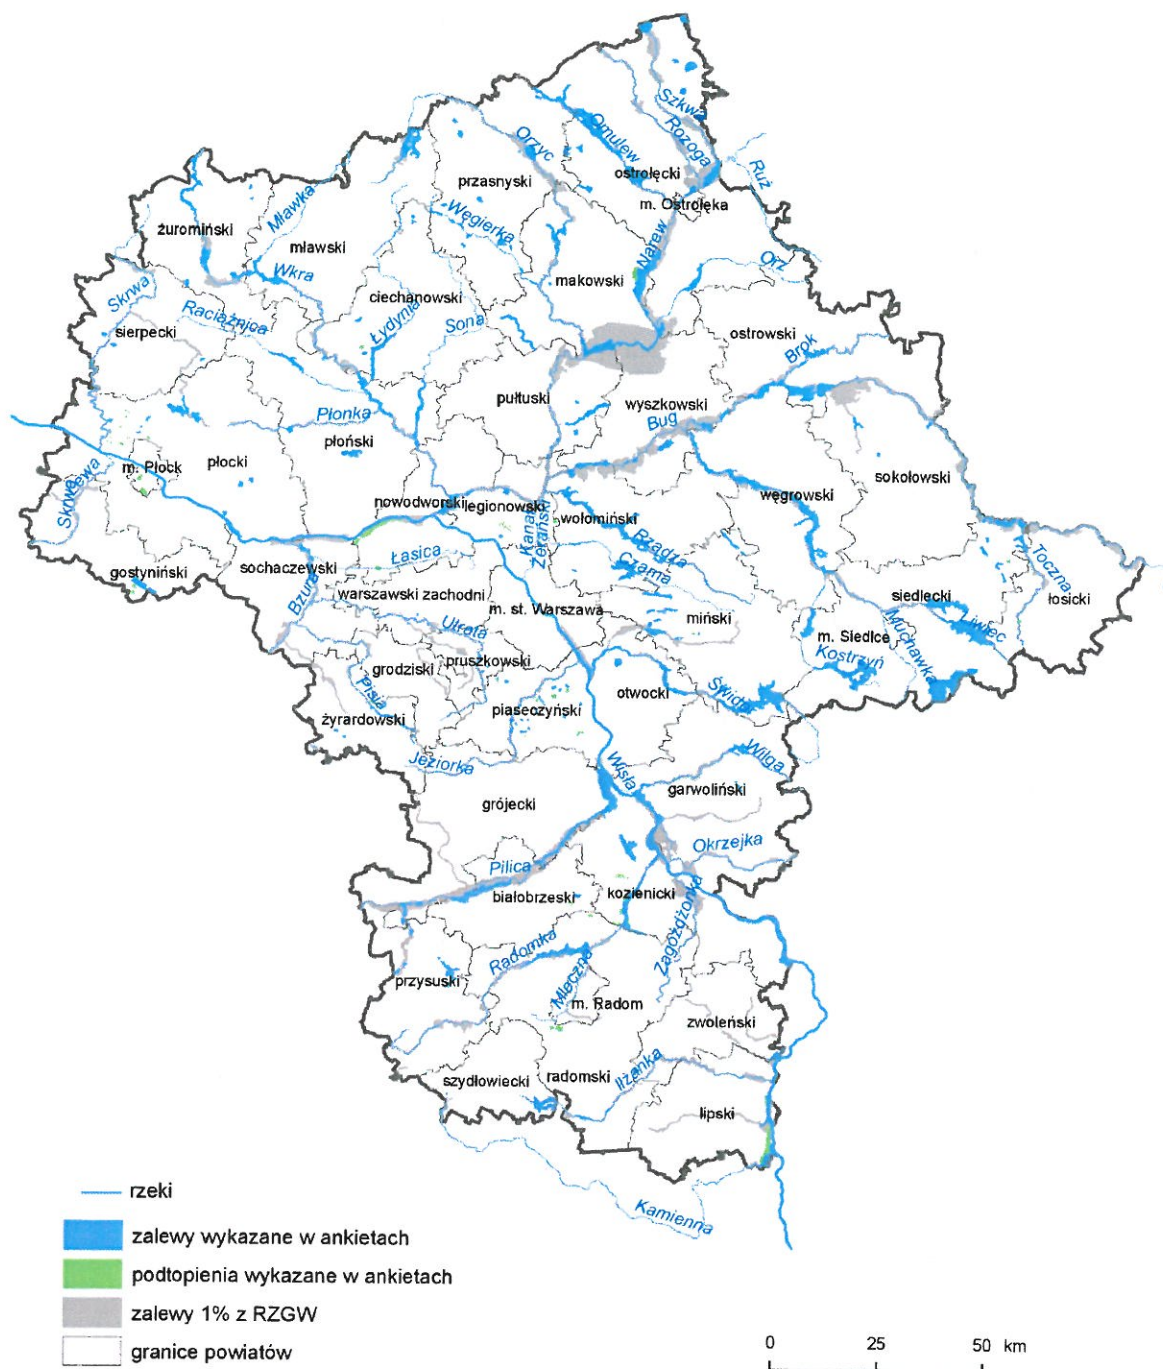 Szkwa
Rozoga
Omulew
Orzyc
ostrołęcki
Ruż
przasnyski
m. Ostrołęka
Mławka
Węgierka
żuromiński
mławski
Narew
Orz
Wkra
makowski
ciechanowski
Skrwa
Raciążnica
Łydynia
Sona
sierpecki
ostrowski
Brok
pułtuski
wyszkowski
Płonka
Bug
płoński
m. Płock
płocki
sokołowski
Skrwa Lewa
węgrowski
nowodworski
legionowski
wołomiński
Kanał
Żerański
Rządza
Łasica
Czarna
sochaczewski
gostyniński
Bzura
Toczna
warszawski zachodni
siedlecki
łosicki
m. st. Warszawa
miński
Utrata
Liwiec
m. Siedlce
Muchawka
pruszkowski
grodziski
Kostrzyń
Pisia
otwocki
Świder
piaseczyński
żyrardowski
Wilga
Jeziorka
Wisła
garwoliński
grójecki
Okrzejka
Pilica
białobrzeski
kozienicki
Zagożdżonka
Radomka
przysuski
Mleczna
m. Radom
zwoleński
Iłżanka
szydłowiecki
radomski
lipski
Kamienna
rzeki
zalewy wykazane w ankietach
podtopienia wykazane w ankietach
zalewy 1% z RZGW
granice powiatów
0 25 50 km